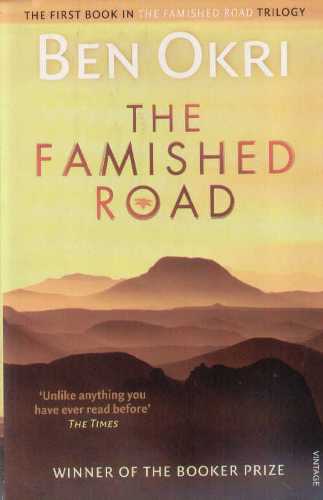 THE FIRST BOOK IN THE FAMISHED ROAD TRILOGY
BEN OKRI
THE
FAMISHED
ROAD
'Unlike anything you
have ever read before'
THE TIMES
WINNER OF THE BOOKER PRIZE
VINTAGE